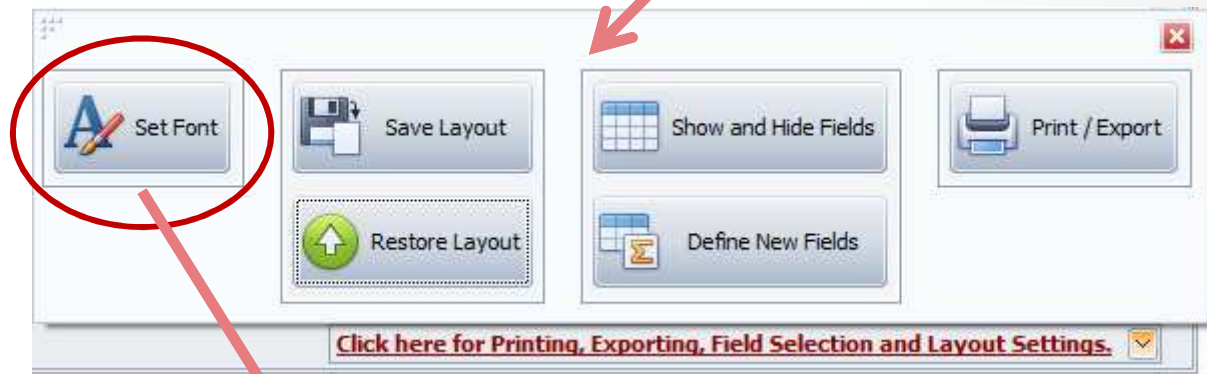 Set Font
Save Layout
Show and Hide Fields
Print / Export
Restore Layout
Define New Fields
Click here for Printing, Exporting, Field Selection and Layout Settings.